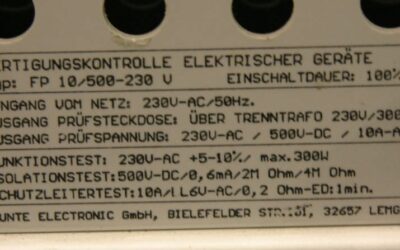 ERTIGUNGSKONTROLLE ELEKTRISCHER GERÄTE
yp: FP 10/500-230 V EINSCHALTDAUER: 100%
NGANG VOM NETZ: 230V-AC/50Hz.
USGANG PRÜFSTECKDOSE: ÜBER TRENNTRAFO 230V/300
USGANG PRÜFSPANNUNG: 230V-AC / 500V-DC / 10A-A
UNKTIONSTEST: 230V-AC +5-10%/ max.300W
SOLATIONSTEST:500V-DC/0,6mA/2M Ohm/4M Ohm
CHUTZLEITERTEST:10A/ 6V-AC/0,2 Ohm-ED:1min.
UNTE ELECTRONIC GmbH, BIELEFELDER 32657 LEMG